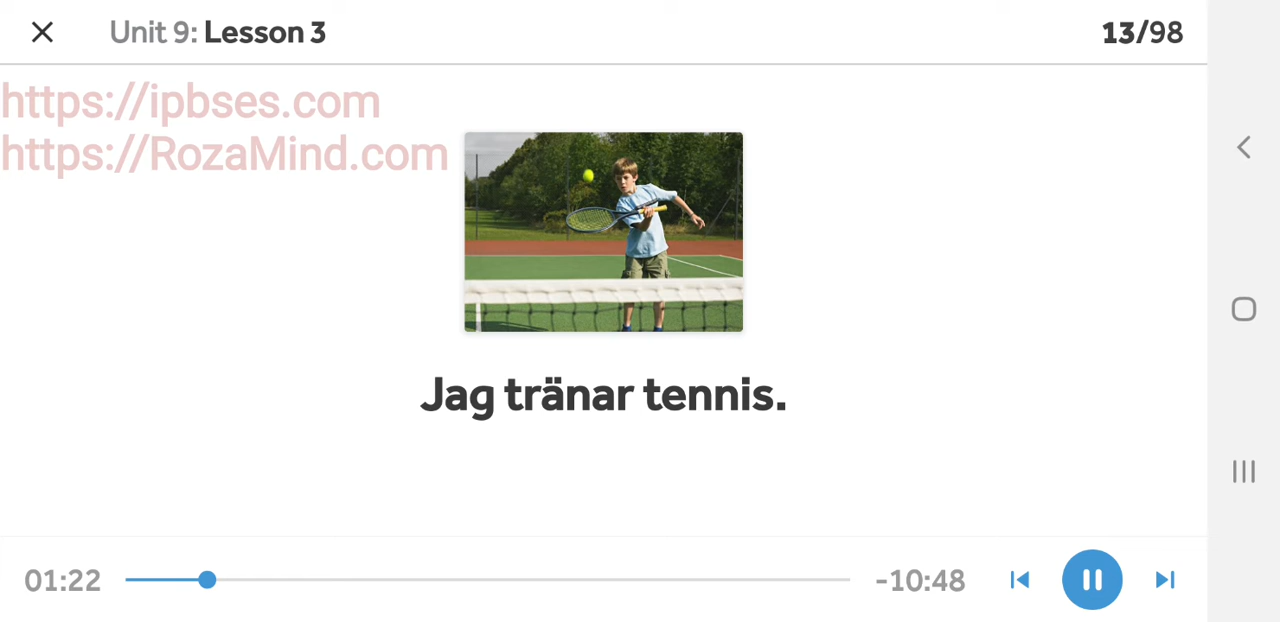 Unit 9: Lesson 3
13/98
https://ipbses.com
https://RozaMind.com
Jag tränar tennis.
01:22
-10:48